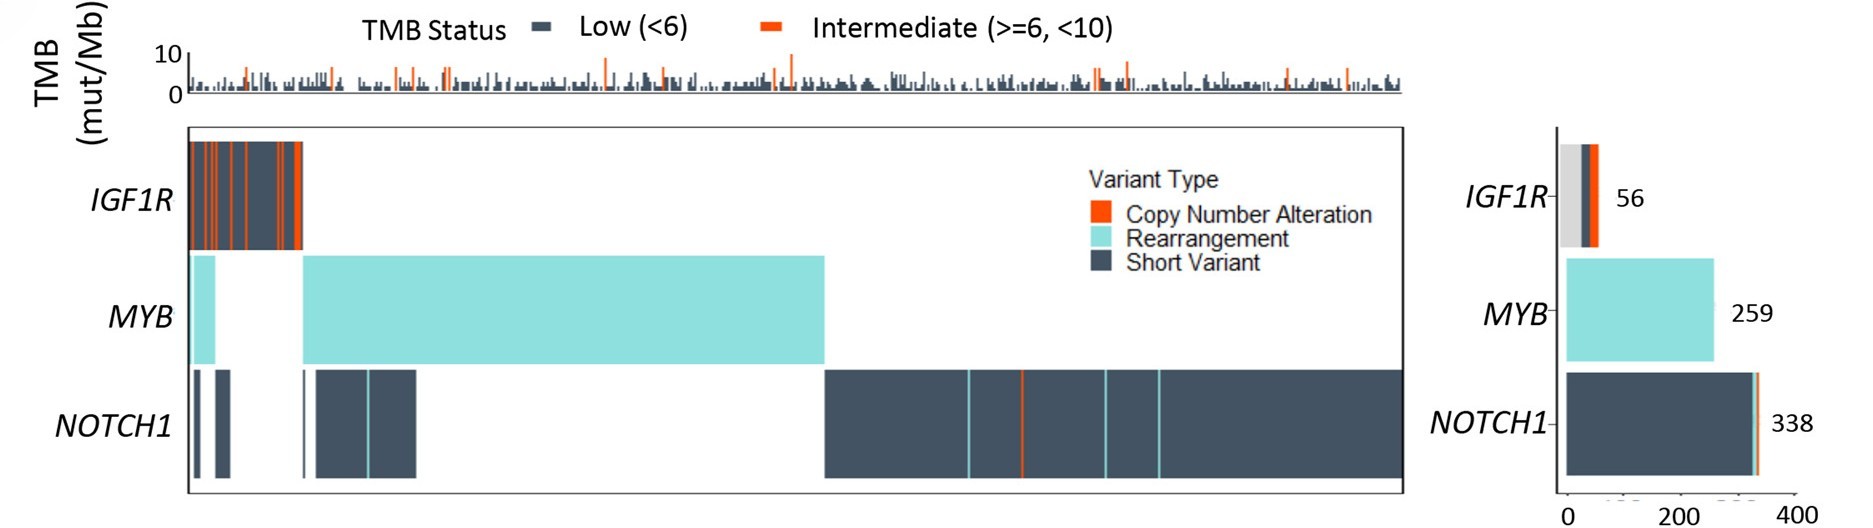 TMB Status Low (<6) Intermediate (>=6, <10)
TMB
(mut/Mb)
10
0
IGF1R
MYB
NOTCH1
Variant Type
Copy Number Alteration
Rearrangement
Short Variant
IGF1R 56
MYB 259
NOTCH1 338
0 200 400